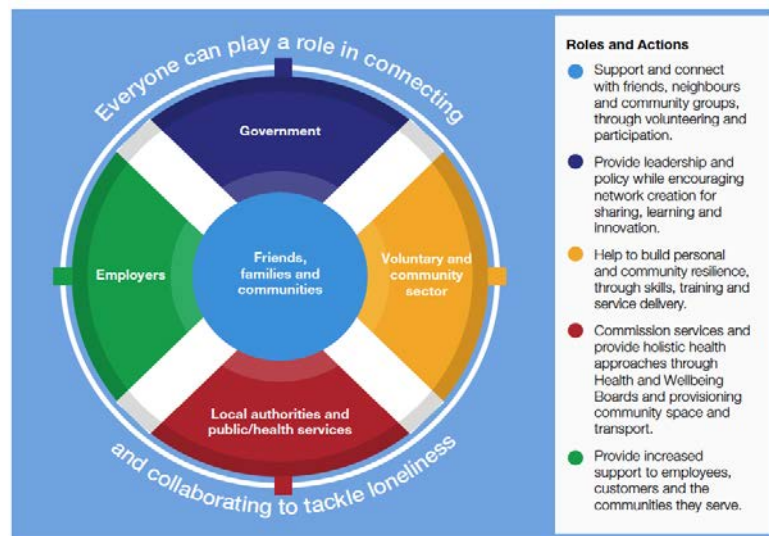 Everyone can play a role in connecting
Government
Employers
Friends,
families and
communities
Voluntary and
community
sector
Local authorities and
public/health services
and collaborating to tackle loneliness
Roles and Actions
Support and connect
with friends, neighbours
and community groups,
through volunteering and
participation.
Provide leadership and
policy while encouraging
network creation for
sharing, learning and
Innovation.
Help to build personal
and community resilience,
through skills, training and
service delivery.
Commission services and
provide holistic health
approaches through
Health and Wellbeing
Boards and provisioning
community space and
transport.
Provide increased
support to employees,
customers and the
communities they serve.